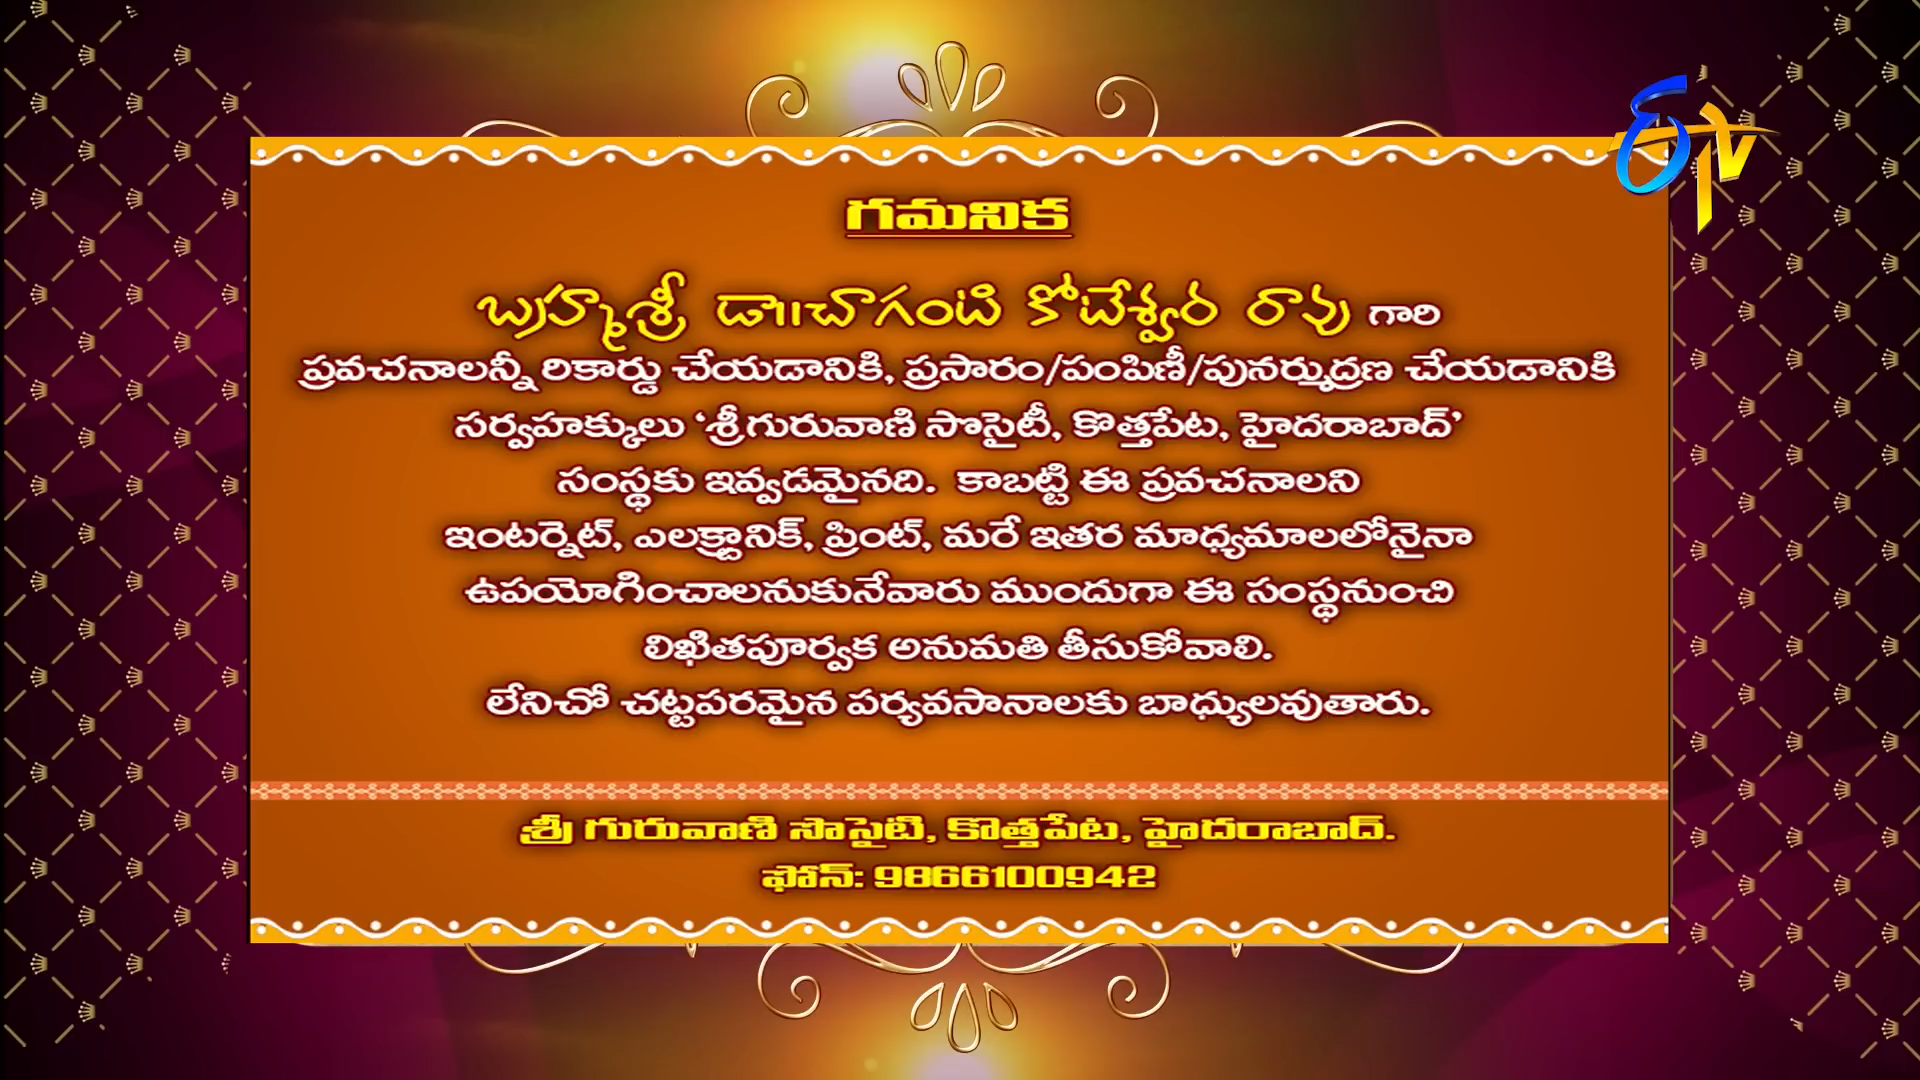 ETV
గమనిక
బ్రహ్మశ్రీ డా॥చాగంటి కోటేశ్వర రావు గారి
ప్రవచనాలన్నీ రికార్డు చేయడానికి, ప్రసారం/పంపిణీ/పునర్ముద్రణ చేయడానికి
సర్వహక్కులు ‘శ్రీగురువాణి సొసైటీ, కొత్తపేట, హైదరాబాద్’
సంస్థకు ఇవ్వడమైనది. కాబట్టి ఈ ప్రవచనాలని
ఇంటర్నెట్, ఎలక్ట్రానిక్, ప్రింట్, మరే ఇతర మాధ్యమాలలోనైనా
ఉపయోగించాలనుకునేవారు ముందుగా ఈ సంస్థనుంచి
లిఖితపూర్వక అనుమతి తీసుకోవాలి.
లేనిచో చట్టపరమైన పర్యవసానాలకు బాధ్యులవుతారు.
శ్రీ గురువాణి సొసైటి, కొత్తపేట, హైదరాబాద్.
ఫోన్: 9866100942